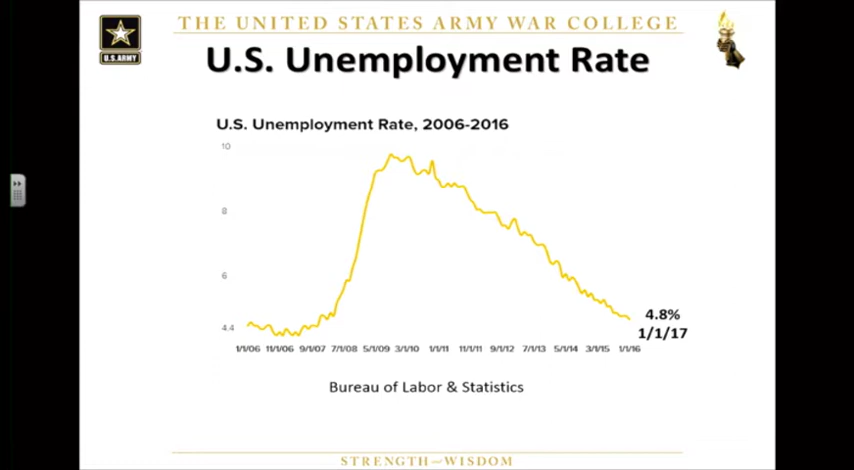 THE UNITED STATES ARMY WAR COLLEGE
U.S.ARMY
U.S. Unemployment Rate
U.S. Unemployment Rate, 2006-2016
10
8
6
4.4
4.8%
1/1/17
1/1/06 11/1/06 9/1/07 7/1/08 5/1/09 3/1/10 1/1/11 11/1/11 9/1/12 7/1/13 5/1/14 3/1/15 1/1/16
Bureau of Labor & Statistics
STRENGTH—WISDOM